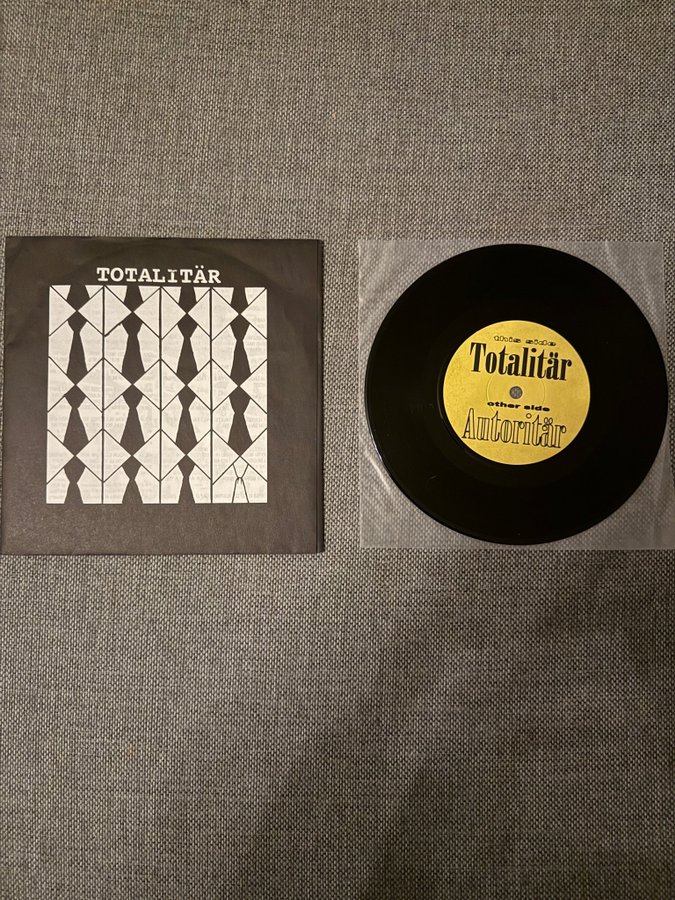 TOTALITÄR
this side
Totalitär
other side
Autoritär